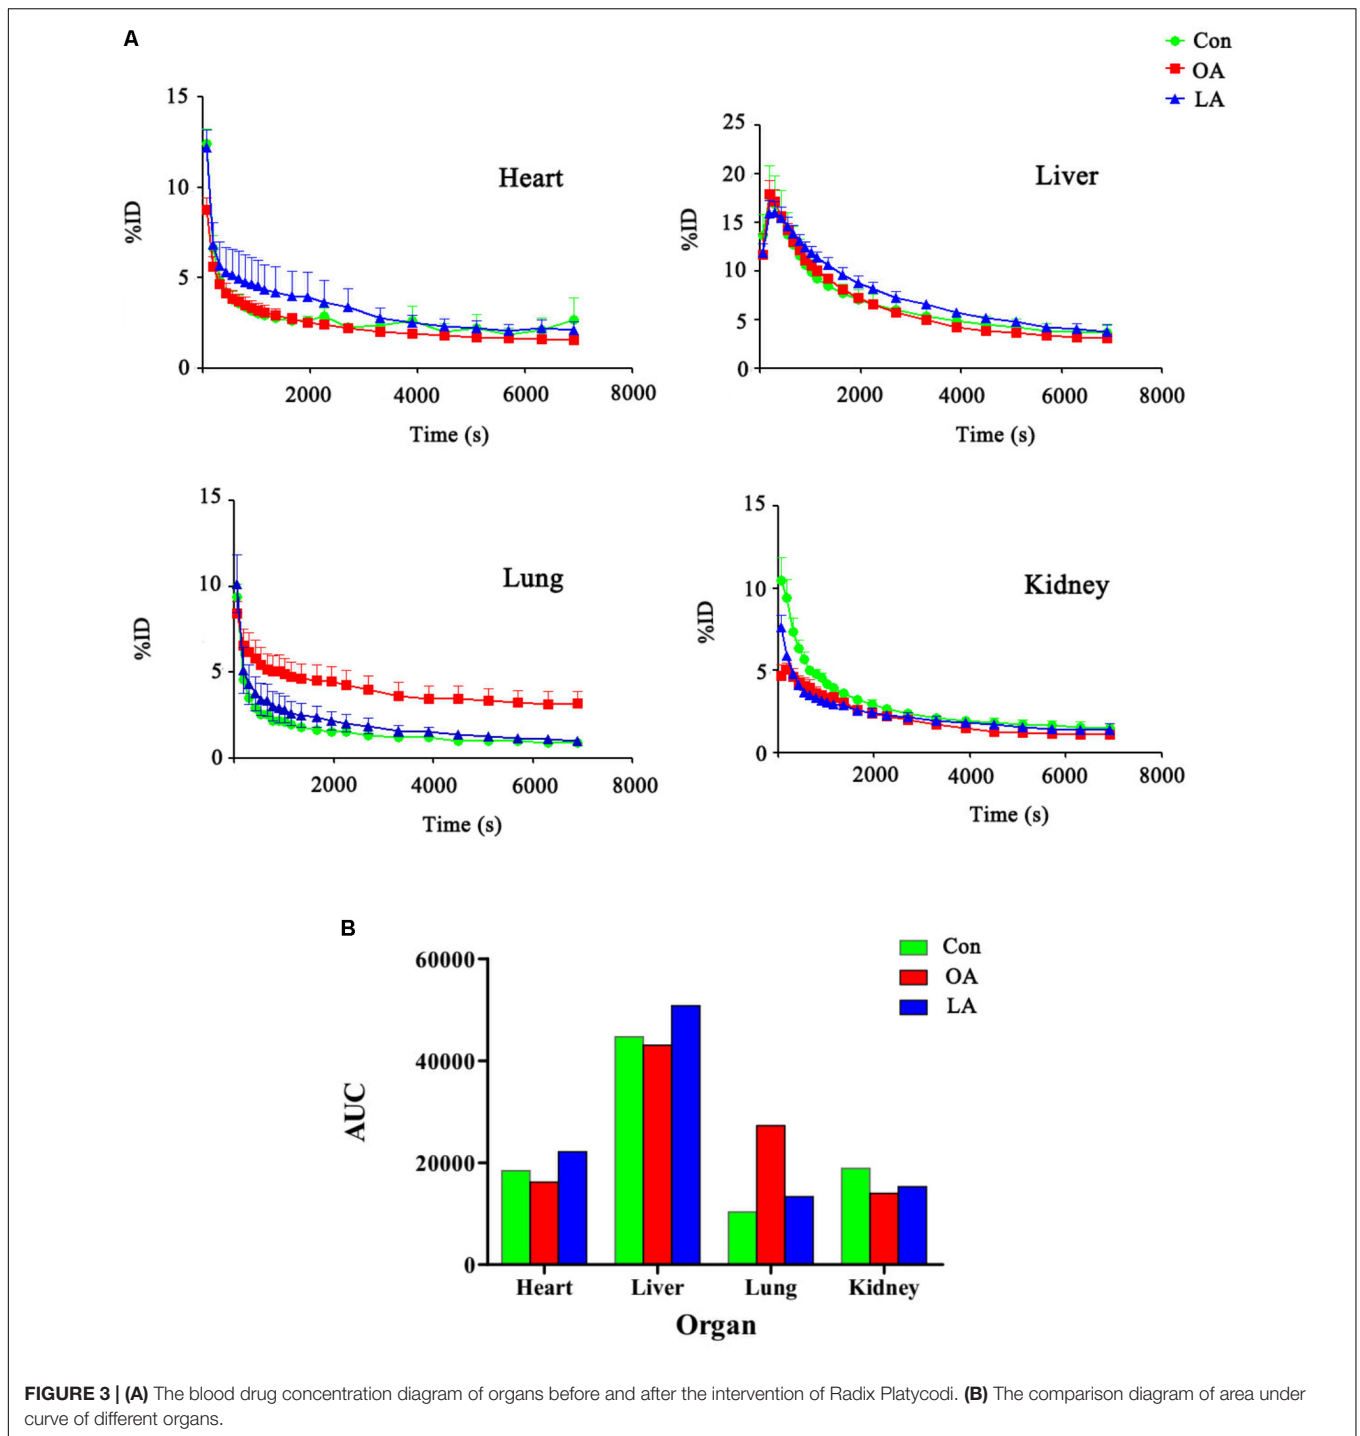 A
Con
OA
LA
15
10
5
0
%ID
Heart
2000 4000 6000 8000
Time (s)
25
20
15
10
5
0
%ID
Liver
2000 4000 6000 8000
Time (s)
15
10
5
0
%ID
Lung
2000 4000 6000 8000
Time (s)
15
10
5
0
%ID
Kidney
2000 4000 6000 8000
Time (s)
B
Con
OA
LA
60000
40000
20000
0
AUC
Heart Liver Lung Kidney
Organ
FIGURE 3 | (A) The blood drug concentration diagram of organs before and after the intervention of Radix Platycodi. (B) The comparison diagram of area under
curve of different organs.